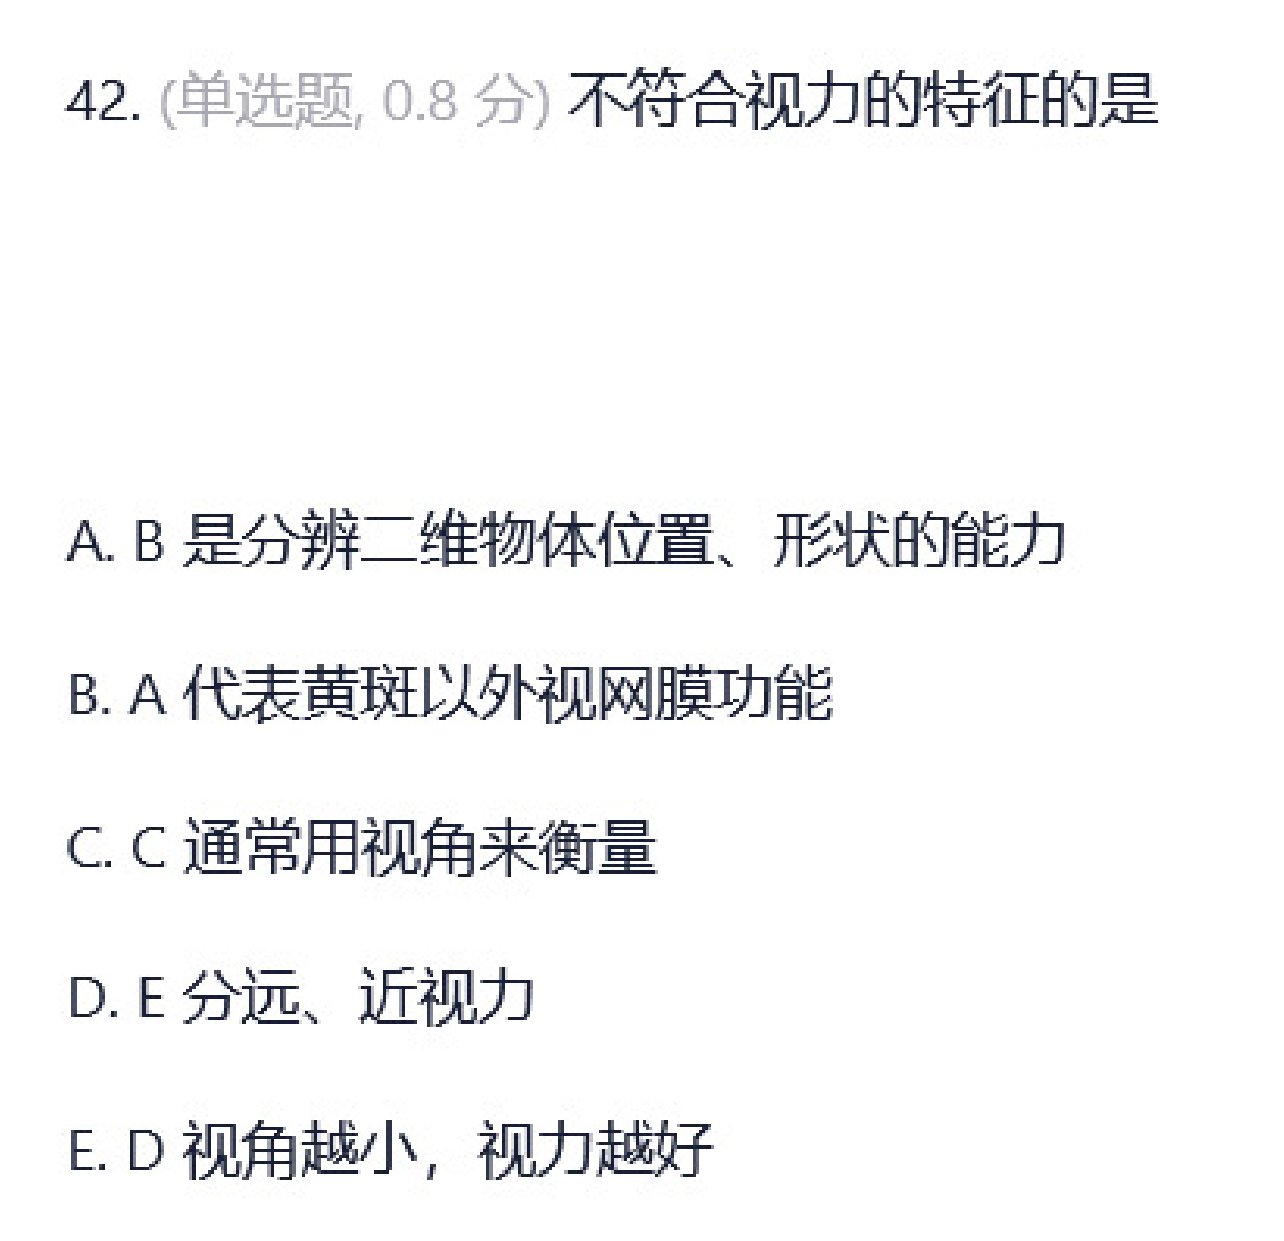 42. (单选题, 0.8 分) 不符合视力的特征的是
A. B 是分辨二维物体位置、形状的能力
B. A 代表黄斑以外视网膜功能
C. C 通常用视角来衡量
D. E 分远、近视力
E. D 视角越小，视力越好